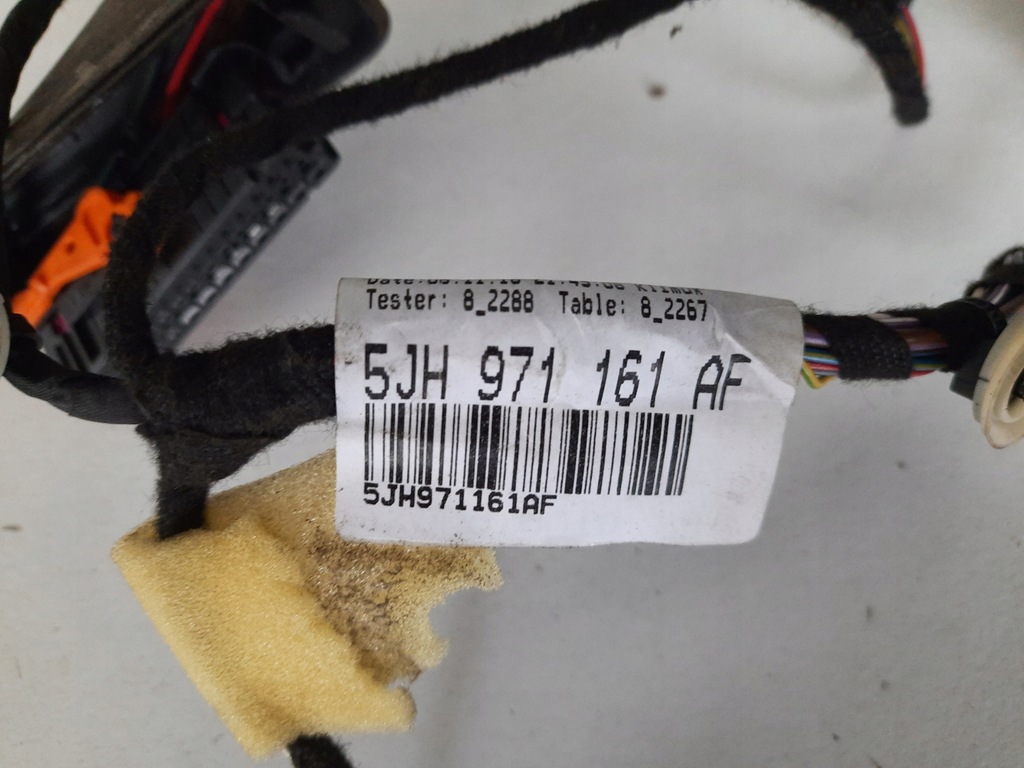 Tester: 8_2288 Table: 8_2267
5JH 971 161 AF
5JH971161AF